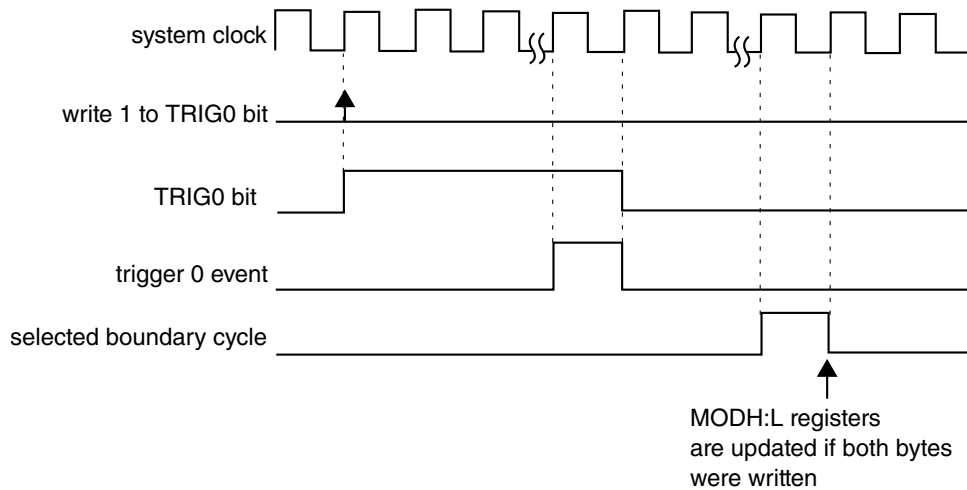 system clock
write 1 to TRIG0 bit
TRIG0 bit
trigger 0 event
selected boundary cycle
MODH:L registers
are updated if both bytes
were written